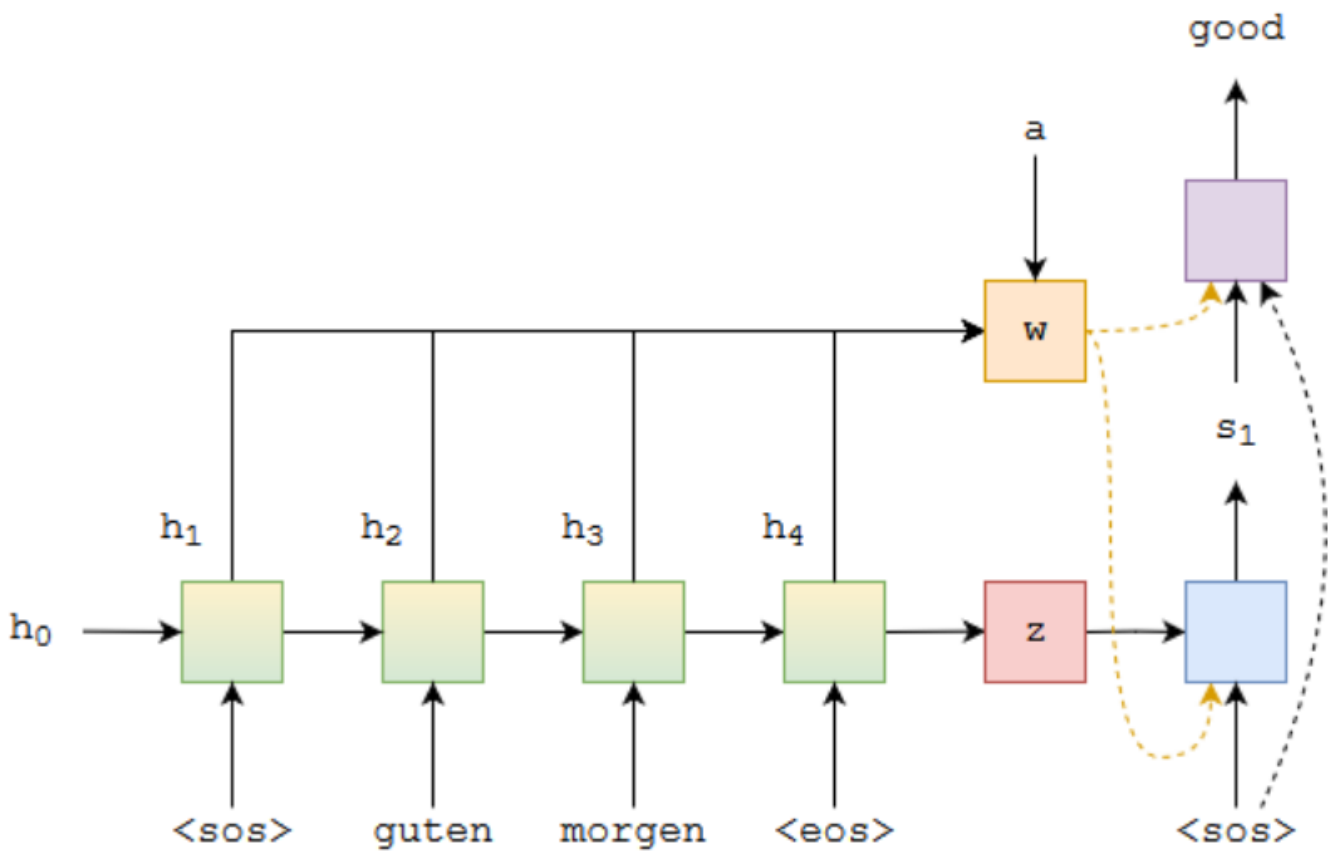 good
a
w
s₁
h₁ h₂ h₃ h₄
h₀
z
<sos> guten morgen <eos> <sos>